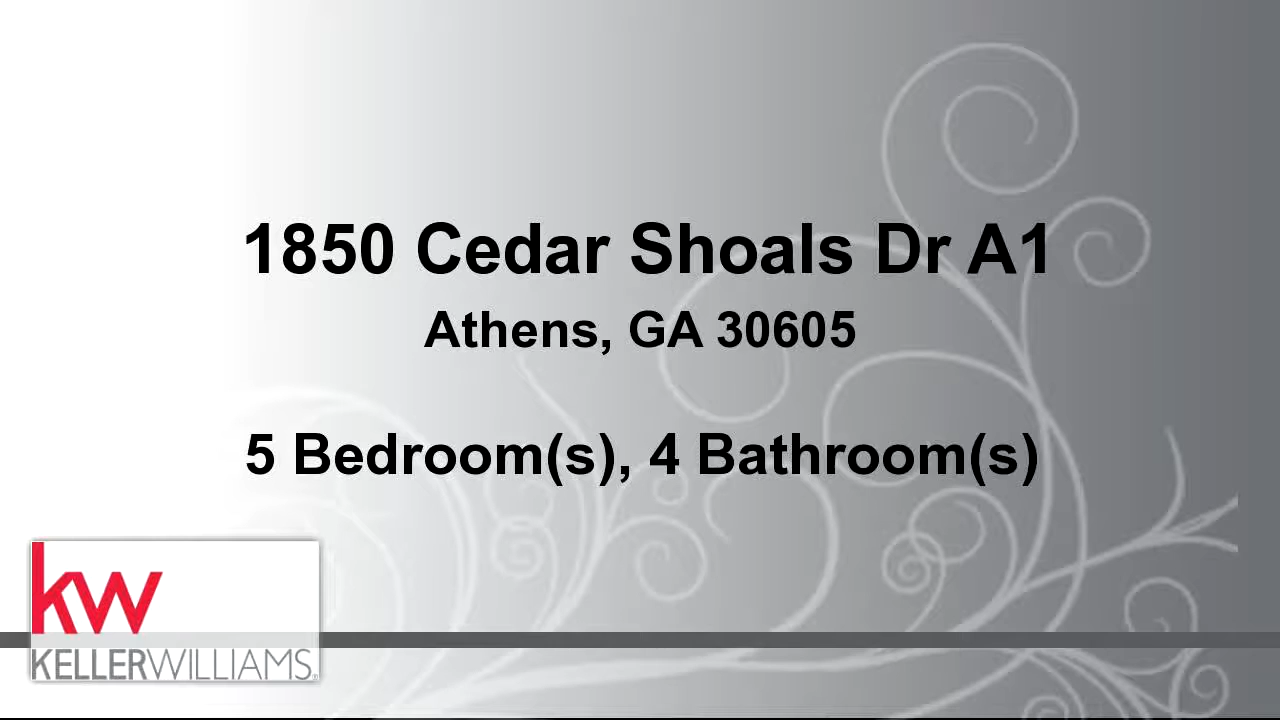 1850 Cedar Shoals Dr A1
Athens, GA 30605
5 Bedroom(s), 4 Bathroom(s)
kw
KELLERWILLIAMS®